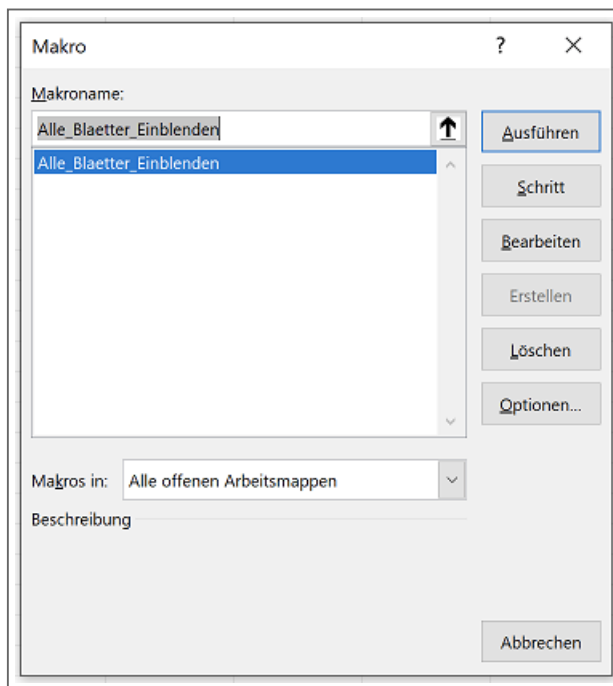 Makro
?
Makroname:
Alle_Blaetter_Einblenden
Alle_Blaetter_Einblenden
Ausführen
Schritt
Bearbeiten
Erstellen
Löschen
Optionen...
Makros in: Alle offenen Arbeitsmappen
Beschreibung
Abbrechen